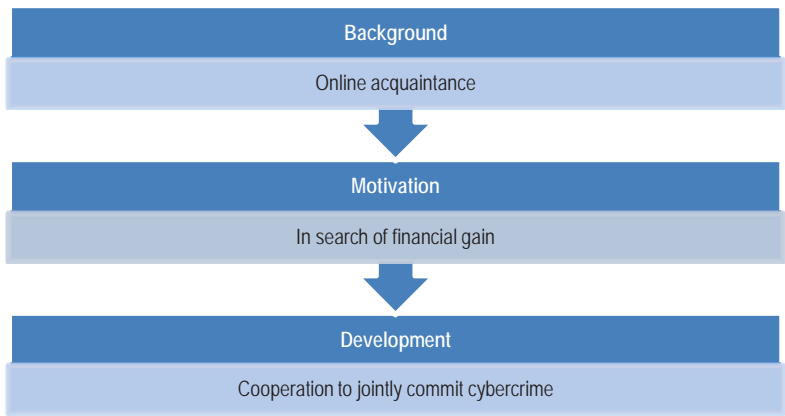 Background
Online acquaintance
Motivation
In search of financial gain
Development
Cooperation to jointly commit cybercrime